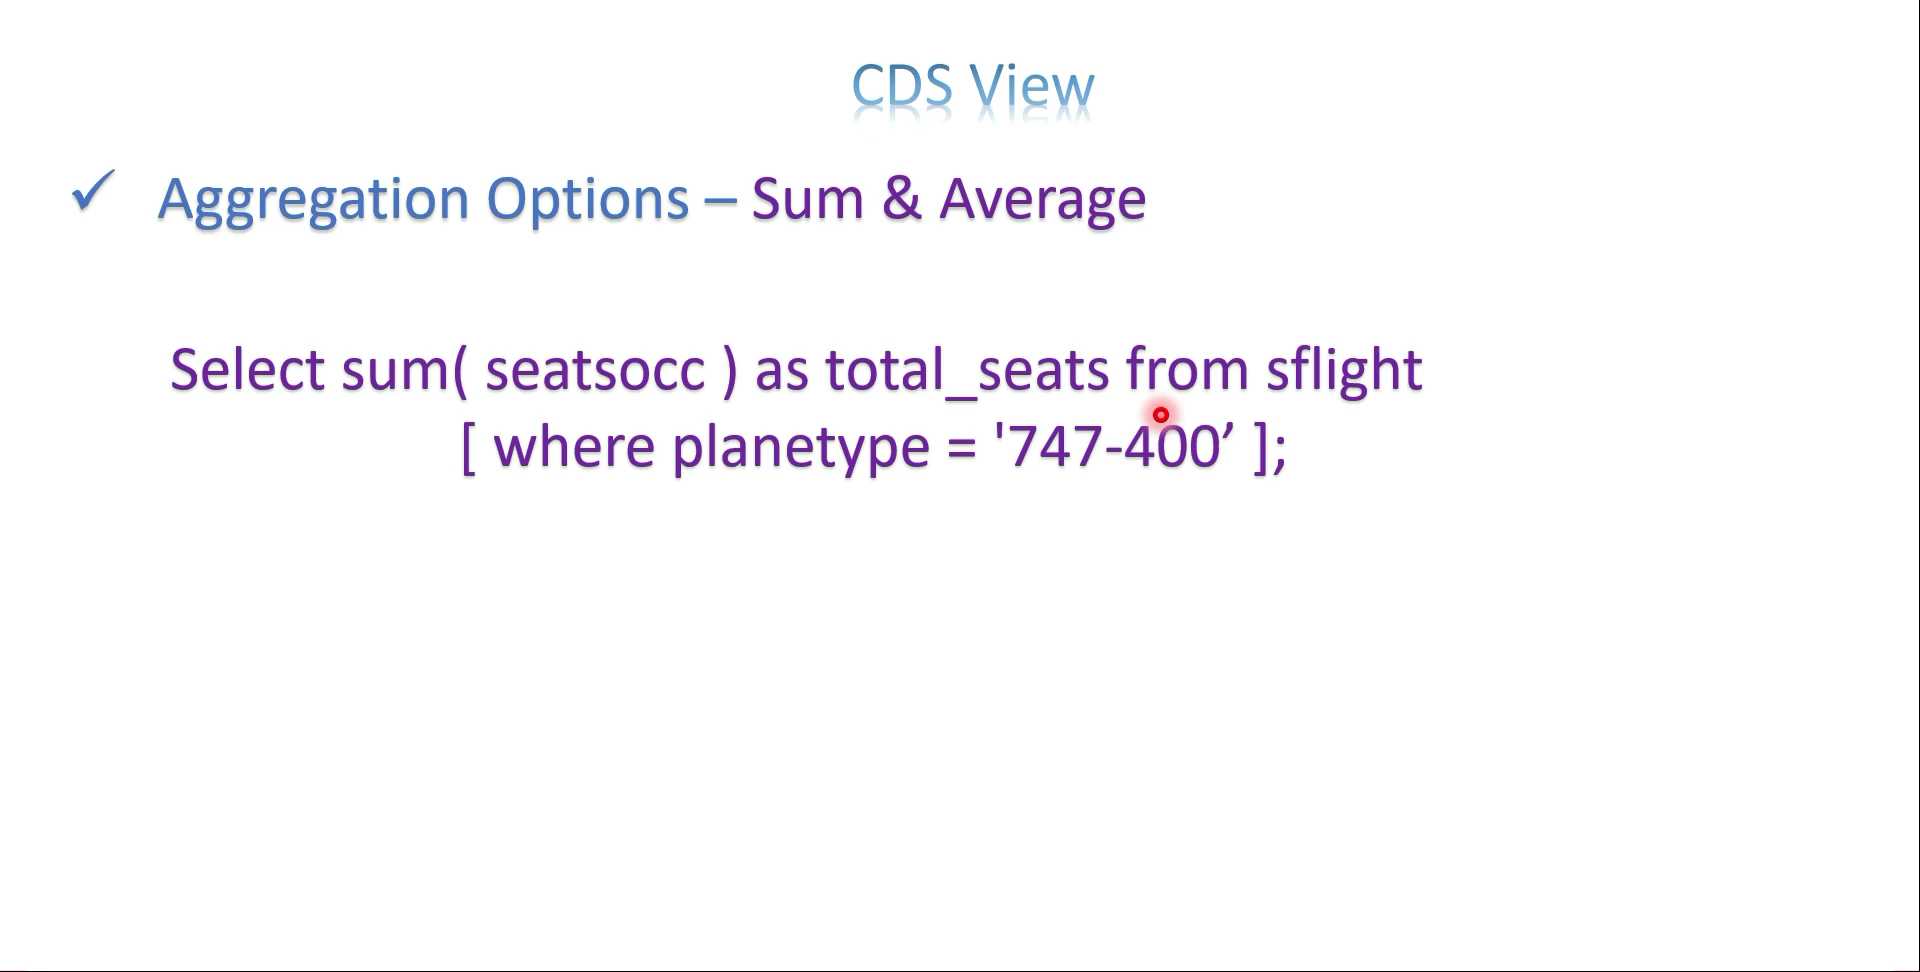 CDS View
✓ Aggregation Options – Sum & Average
Select sum( seatsocc ) as total_seats from sflight
[ where planetype = '747-400’ ];